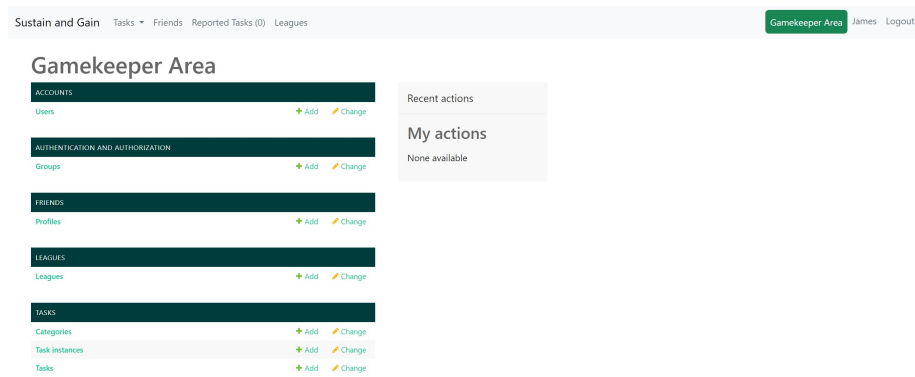 Sustain and Gain Tasks Friends Reported Tasks (0) Leagues Gamekeeper Area James Logout
Gamekeeper Area
ACCOUNTS
Users Add Change
AUTHENTICATION AND AUTHORIZATION
Groups Add Change
FRIENDS
Profiles Add Change
LEAGUES
Leagues Add Change
TASKS
Categories Add Change
Task instances Add Change
Tasks Add Change
Recent actions
My actions
None available